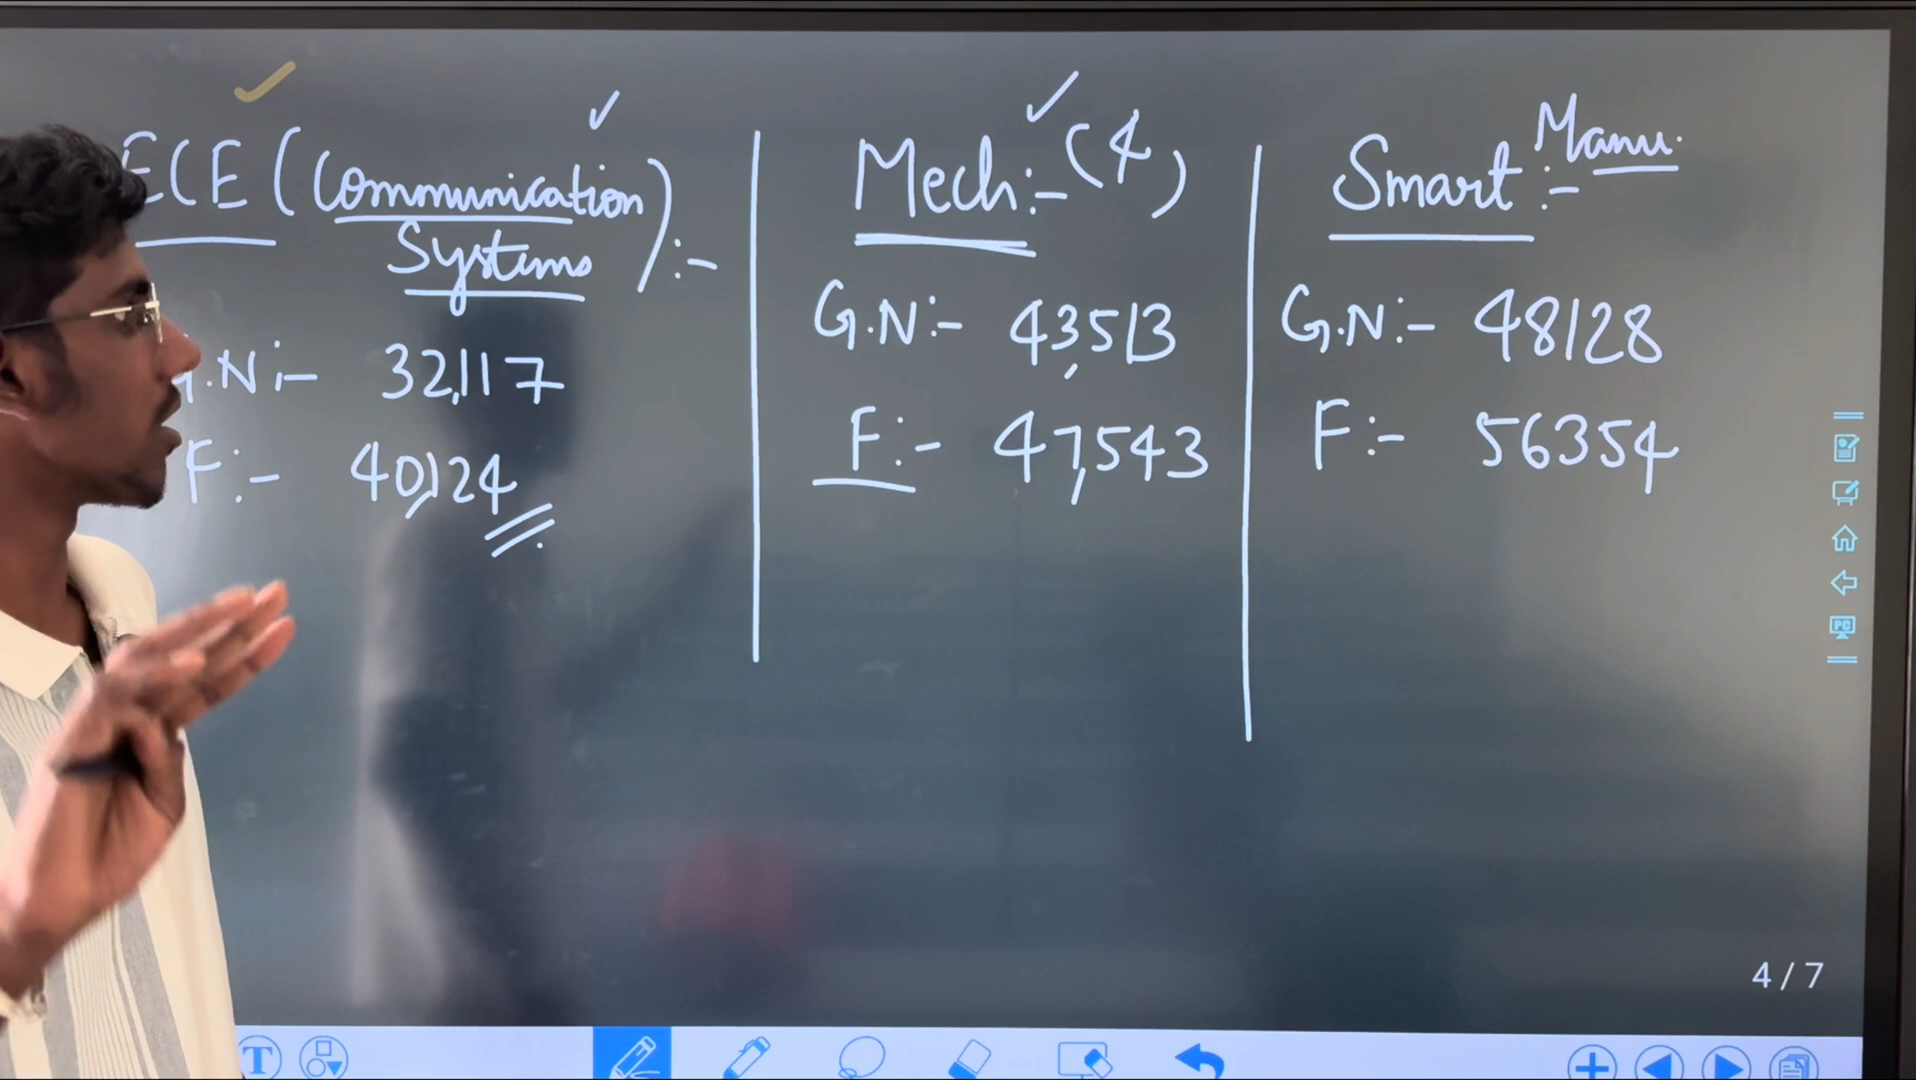 ECE (Communication Systems) :-
G.N :- 32,117
F :- 40,124
Mech :- (4)
G.N :- 43,513
F :- 47,543
Smart Manu. :-
G.N :- 48128
F :- 56354
PC
4 / 7
T